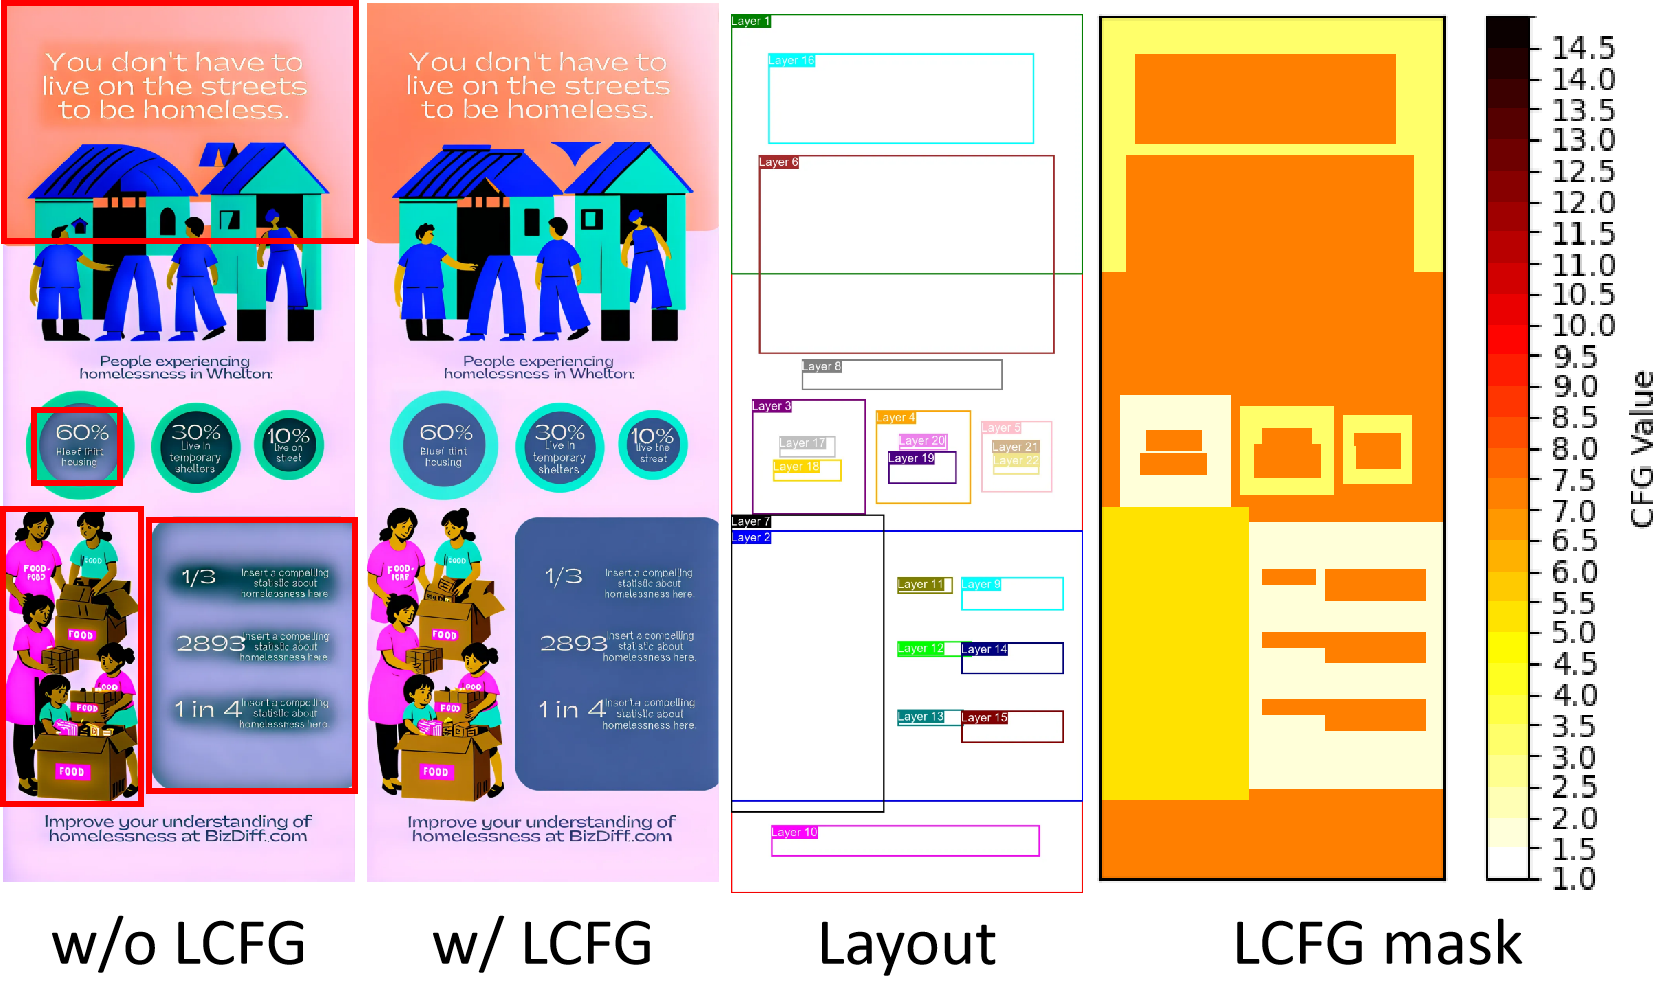 You don't have to
live on the streets
to be homeless.
People experiencing
homelessness in Whelton:
60%
housing
30%
Live in
temporary
shelters
10%
live on
street
FOOD
FOOD
FOOD
FOOD
FOOD
FOOD
FOOD
1/3
Insert a compelling
statistic about
homelessness here.
2893
Insert a compelling
statistic about
homelessness here.
1 in 4
Insert a compelling
statistic about
homelessness here.
Improve your understanding of
homelessness at BizDiff.com
w/o LCFG
You don't have to
live on the streets
to be homeless.
People experiencing
homelessness in Whelton:
60%
housing
30%
Live in
temporary
shelters
10%
live the
street
FOOD
FOOD
FOOD
FOOD
FOOD
FOOD
1/3
Insert a compelling
statistic about
homelessness here.
2893
Insert a compelling
statistic about
homelessness here.
1 in 4
Insert a compelling
statistic about
homelessness here.
Improve your understanding of
homelessness at BizDiff.com
w/ LCFG
Layer 1
Layer 16
Layer 6
Layer 8
Layer 3
Layer 4
Layer 5
Layer 17
Layer 20
Layer 21
Layer 18
Layer 19
Layer 22
Layer 7
Layer 2
Layer 11
Layer 9
Layer 12
Layer 14
Layer 13
Layer 15
Layer 10
Layout
LCFG mask
14.5
14.0
13.5
13.0
12.5
12.0
11.5
11.0
10.5
10.0
9.5
9.0
8.5
8.0
7.5
7.0
6.5
6.0
5.5
5.0
4.5
4.0
3.5
3.0
2.5
2.0
1.5
1.0
CFG Value